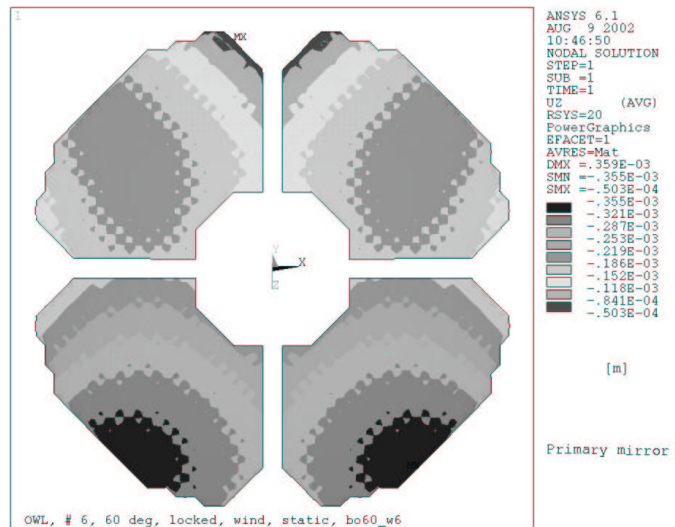 1
MX
Y
X
Z
OWL, # 6, 60 deg, locked, wind, static, bo60_w6
ANSYS 6.1
AUG 9 2002
10:46:50
NODAL SOLUTION
STEP=1
SUB =1
TIME=1
UZ (AVG)
RSYS=20
PowerGraphics
EFACET=1
AVRES=Mat
DMX =.359E-03
SMN =-.355E-03
SMX =-.503E-04
-.355E-03
-.321E-03
-.287E-03
-.253E-03
-.219E-03
-.186E-03
-.152E-03
-.118E-03
-.841E-04
-.503E-04
[m]
Primary mirror